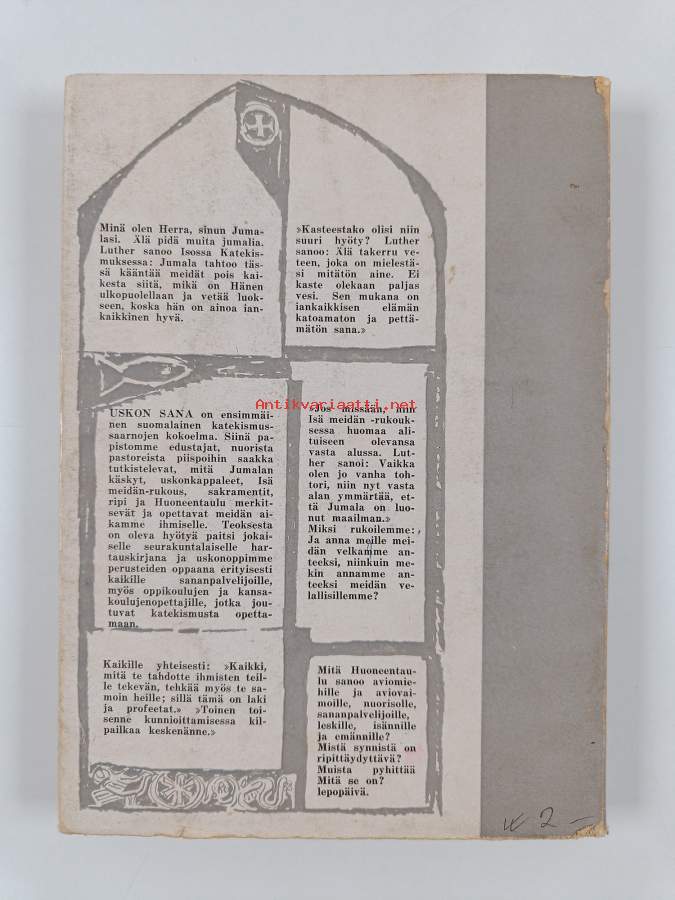 Minä olen Herra, sinun Juma-
lasi. Älä pidä muita jumalia.
Luther sanoo Isossa Katekis-
muksessa: Jumala tahtoo täs-
sä kääntää meidät pois kai-
kesta siitä, mikä on Hänen
ulkopuolellaan ja vetää luok-
seen, koska hän on ainoa ian-
kaikkinen hyvä.
»Kasteestako olisi niin
suuri hyöty? Luther
sanoo: Älä takerru ve-
teen, joka on mielestä-
si mitätön aine. Ei
kaste olekaan paljas
vesi. Sen mukana on
iankaikkisen elämän
katoamaton ja pettä-
mätön sana.»
USKON SANA on ensimmäi-
nen suomalainen katekismus-
saarnojen kokoelma. Siinä pa-
pistomme edustajat, nuorista
pastoreista piispoihin saakka
tutkistelevat, mitä Jumalan
käskyt, uskonkappaleet, Isä
meidän-rukous, sakramentit,
ripi ja Huoneentaulu merkit-
sevät ja opettavat meidän ai-
kamme ihmiselle. Teoksesta
on oleva hyötyä paitsi jokai-
selle seurakuntalaiselle har-
tauskirjana ja uskonoppimme
perusteiden oppaana erityisesti
kaikille sananpalvelijoille,
myös oppikoulujen ja kansa-
koulujenopettajille, jotka jou-
tuvat katekismusta opetta-
maan.
Antikvariaatti.net
»Jos missään, niin
Isä meidän -rukouk-
sessa huomaa ali-
tuiseen olevansa
vasta alussa. Lut-
her sanoi: Vaikka
olen jo vanha toh-
tori, niin nyt vasta
alan ymmärtää, et-
tä Jumala on luo-
nut maailman.»
Miksi rukoilemme:
Ja anna meille mei-
dän velkamme an-
teeksi, niinkuin me-
kin annamme an-
teeksi meidän ve-
lallisillemme?
Kaikille yhteisesti: »Kaikki,
mitä te tahdotte ihmisten teil-
le tekevän, tehkää myös te sa-
moin heille; sillä tämä on laki
ja profeetat.» »Toinen toi-
senne kunnioittamisessa kil-
pailkaa keskenänne.»
Mitä Huoneentau-
lu sanoo aviomie-
hille ja aviovai-
moille, nuorisolle,
sananpalvelijoille,
leskille, isännille
ja emännille?
Mistä synnistä on
ripittäydyttävä?
Muista pyhittää
Mitä se on?
lepopäivä.
2 –